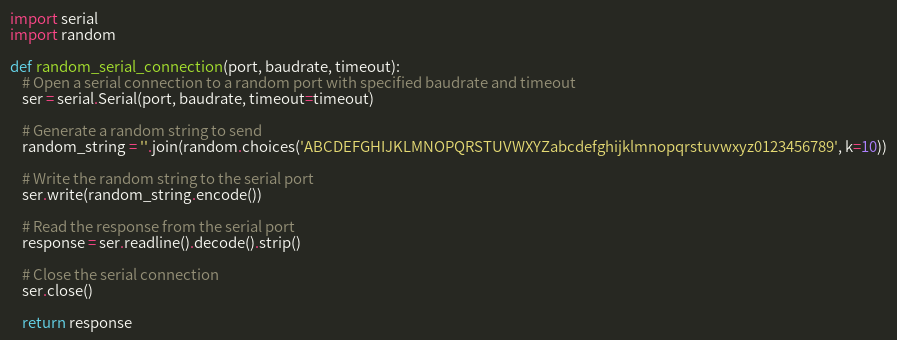 import serial
import random
def random_serial_connection(port, baudrate, timeout):
# Open a serial connection to a random port with specified baudrate and timeout
ser = serial.Serial(port, baudrate, timeout=timeout)
# Generate a random string to send
random_string = ''.join(random.choices('ABCDEFGHIJKLMNOPQRSTUVWXYZabcdefghijklmnopqrstuvwxyz0123456789', k=10))
# Write the random string to the serial port
ser.write(random_string.encode())
# Read the response from the serial port
response = ser.readline().decode().strip()
# Close the serial connection
ser.close()
return response